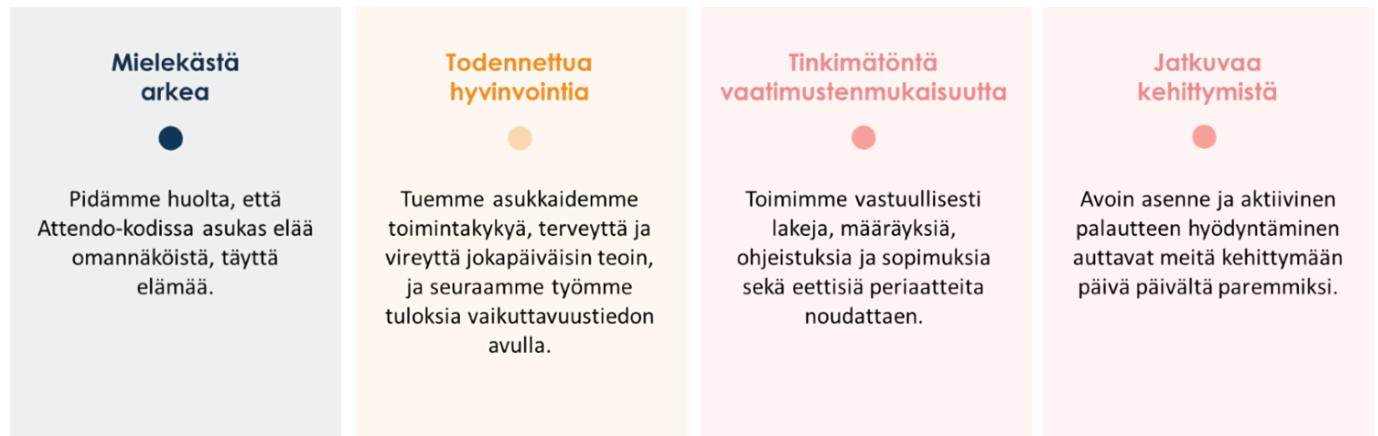 Mielekästä
arkea
Pidämme huolta, että
Attendo-kodissa asukas elää
omannäköistä, täyttä
elämää.
Todennettua
hyvinvointia
Tuemme asukkaidemme
toimintakykyä, terveyttä ja
vireyttä jokapäiväisin teoin,
ja seuraamme työmme
tuloksia vaikuttavuustiedon
avulla.
Tinkimätöntä
vaatimustenmukaisuutta
Toimimme vastuullisesti
lakeja, määräyksiä,
ohjeistuksia ja sopimuksia
sekä eettisiä periaatteita
noudattaen.
Jatkuvaa
kehittymistä
Avoin asenne ja aktiivinen
palautteen hyödyntäminen
auttavat meitä kehittymään
päivä päivältä paremmiksi.